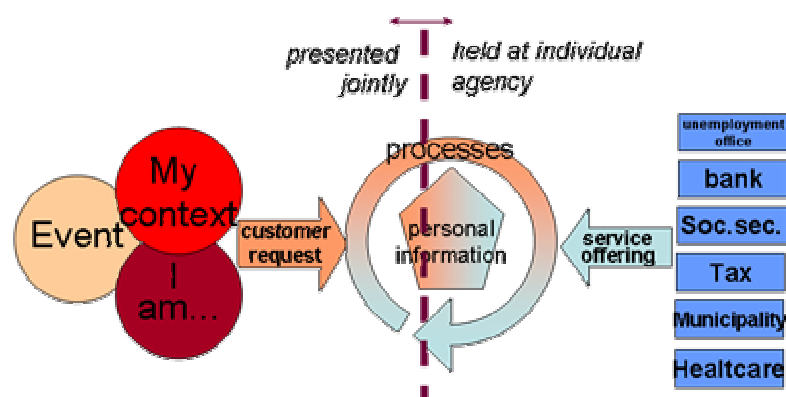 presented
jointly
held at individual
agency
processes
personal
information
Event
My
context
I
am...
customer
request
service
offering
unemployment
office
bank
Soc.sec.
Tax
Municipality
Healtcare